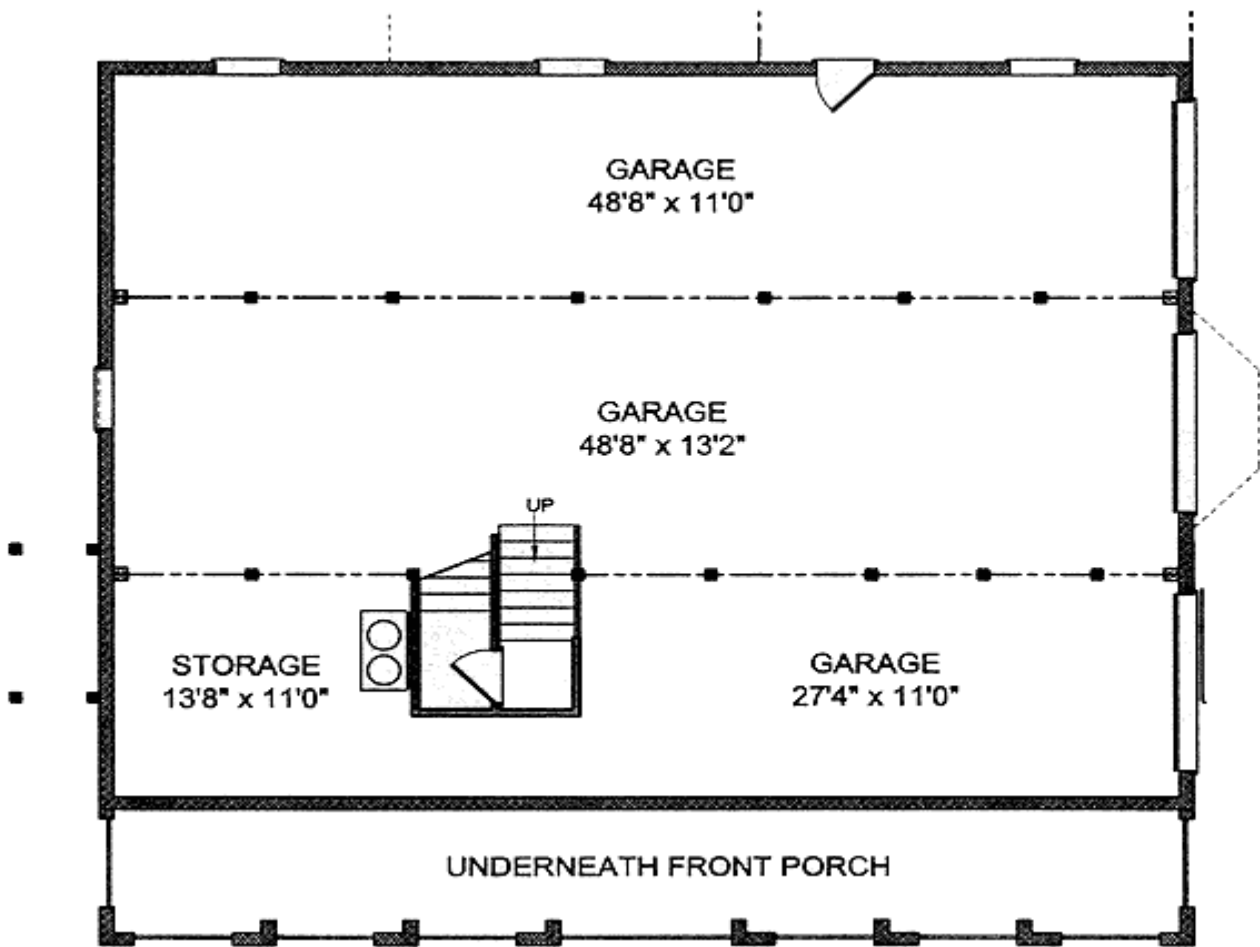 GARAGE
48'8" x 11'0"
GARAGE
48'8" x 13'2"
UP
STORAGE
13'8" x 11'0"
GARAGE
27'4" x 11'0"
UNDERNEATH FRONT PORCH